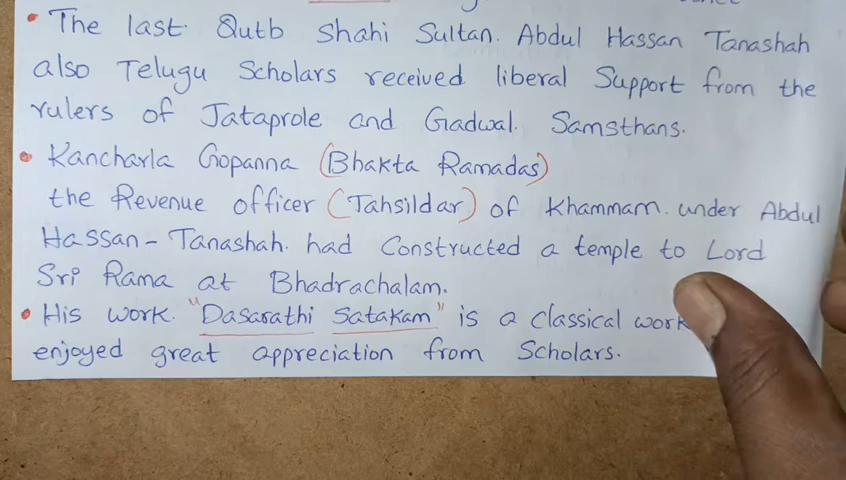 • The last Qutb Shahi Sultan. Abdul Hassan Tanashah
also Telugu Scholars received liberal Support from the
rulers of Jataprole and Gadwal. Samsthans.
• Kancharla Gopanna (Bhakta Ramadas)
the Revenue officer (Tahsildar) of Khammam. under Abdul
Hassan - Tanashah. had Constructed a temple to Lord
Sri Rama at Bhadrachalam.
• His work. "Dasarathi Satakam" is a classical work
enjoyed great appreciation from Scholars.